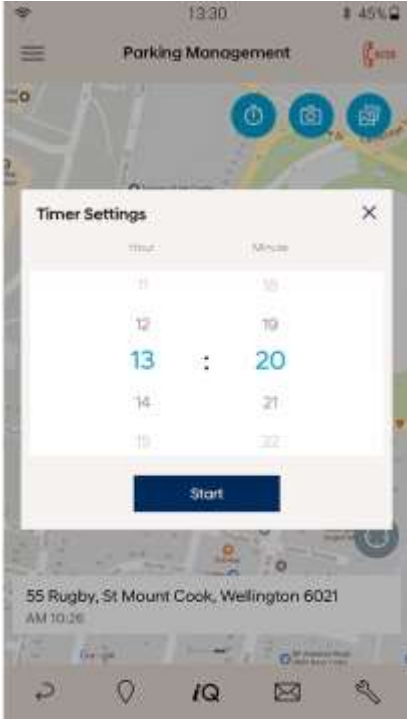 13:30
45%
Parking Management
SOS
Timer Settings
Hour
Minute
11
18
12
19
13 : 20
14
21
15
22
Start
55 Rugby, St Mount Cook, Wellington 6021
AM 10:26
Google
iQ